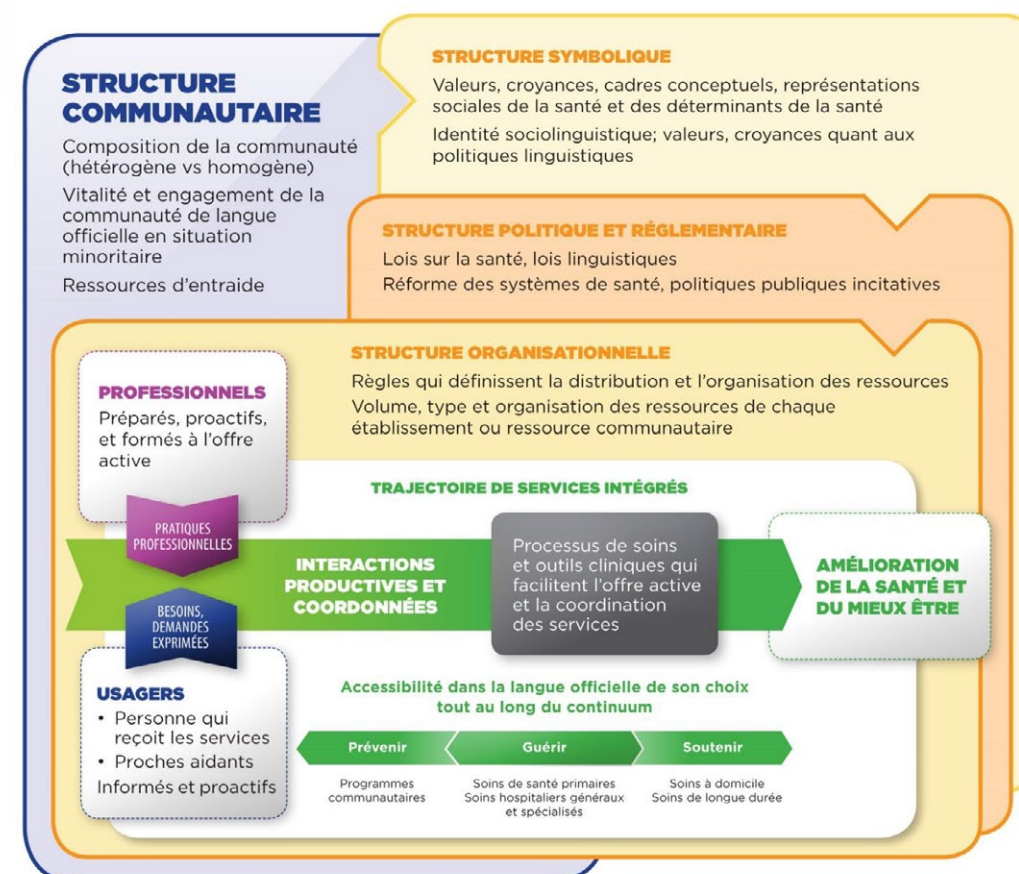 STRUCTURE
COMMUNAUTAIRE
Composition de la communauté
(hétérogène vs homogène)
Vitalité et engagement de la
communauté de langue
officielle en situation
minoritaire
Ressources d’entraide
STRUCTURE SYMBOLIQUE
Valeurs, croyances, cadres conceptuels, représentations
sociales de la santé et des déterminants de la santé
Identité sociolinguistique; valeurs, croyances quant aux
politiques linguistiques
STRUCTURE POLITIQUE ET RÉGLEMENTAIRE
Lois sur la santé, lois linguistiques
Réforme des systèmes de santé, politiques publiques incitatives
STRUCTURE ORGANISATIONNELLE
Règles qui définissent la distribution et l’organisation des ressources
Volume, type et organisation des ressources de chaque
établissement ou ressource communautaire
PROFESSIONNELS
Préparés, proactifs,
et formés à l’offre
active
PRATIQUES
PROFESSIONNELLES
BESOINS,
DEMANDES
EXPRIMÉES
USAGERS
• Personne qui
reçoit les services
• Proches aidants
Informés et proactifs
TRAJECTOIRE DE SERVICES INTÉGRÉS
INTERACTIONS
PRODUCTIVES ET
COORDONNÉES
Processus de soins
et outils cliniques qui
facilitent l’offre active
et la coordination
des services
AMÉLIORATION
DE LA SANTÉ ET
DU MIEUX ÊTRE
Accessibilité dans la langue officielle de son choix
tout au long du continuum
Prévenir
Guérir
Soutenir
Programmes
communautaires
Soins de santé primaires
Soins hospitaliers généraux
et spécialisés
Soins à domicile
Soins de longue durée